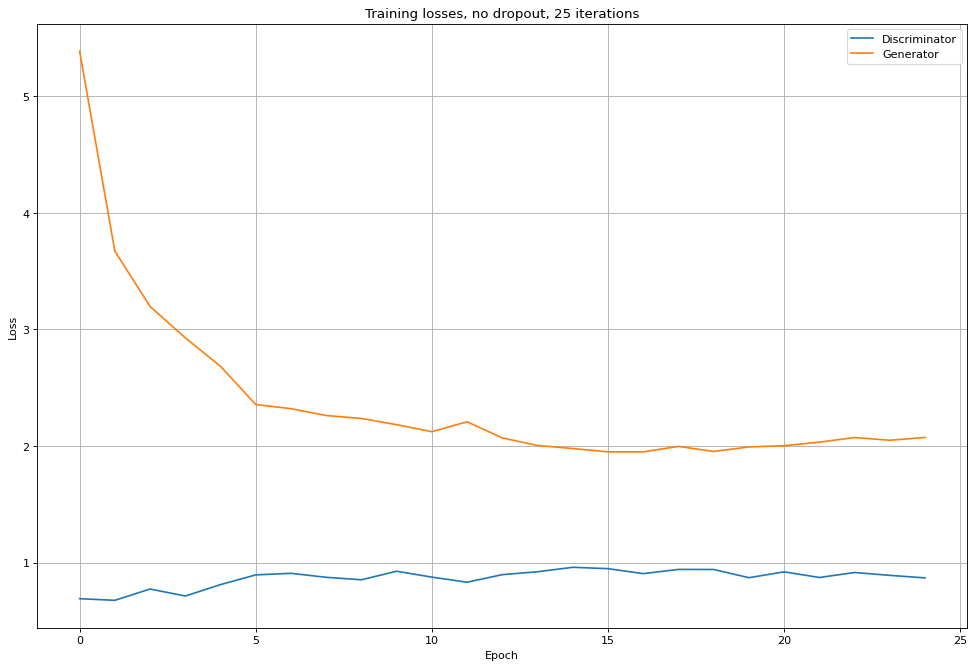 Training losses, no dropout, 25 iterations
Discriminator
Generator
Loss
5
4
3
2
1
0 5 10 15 20 25
Epoch